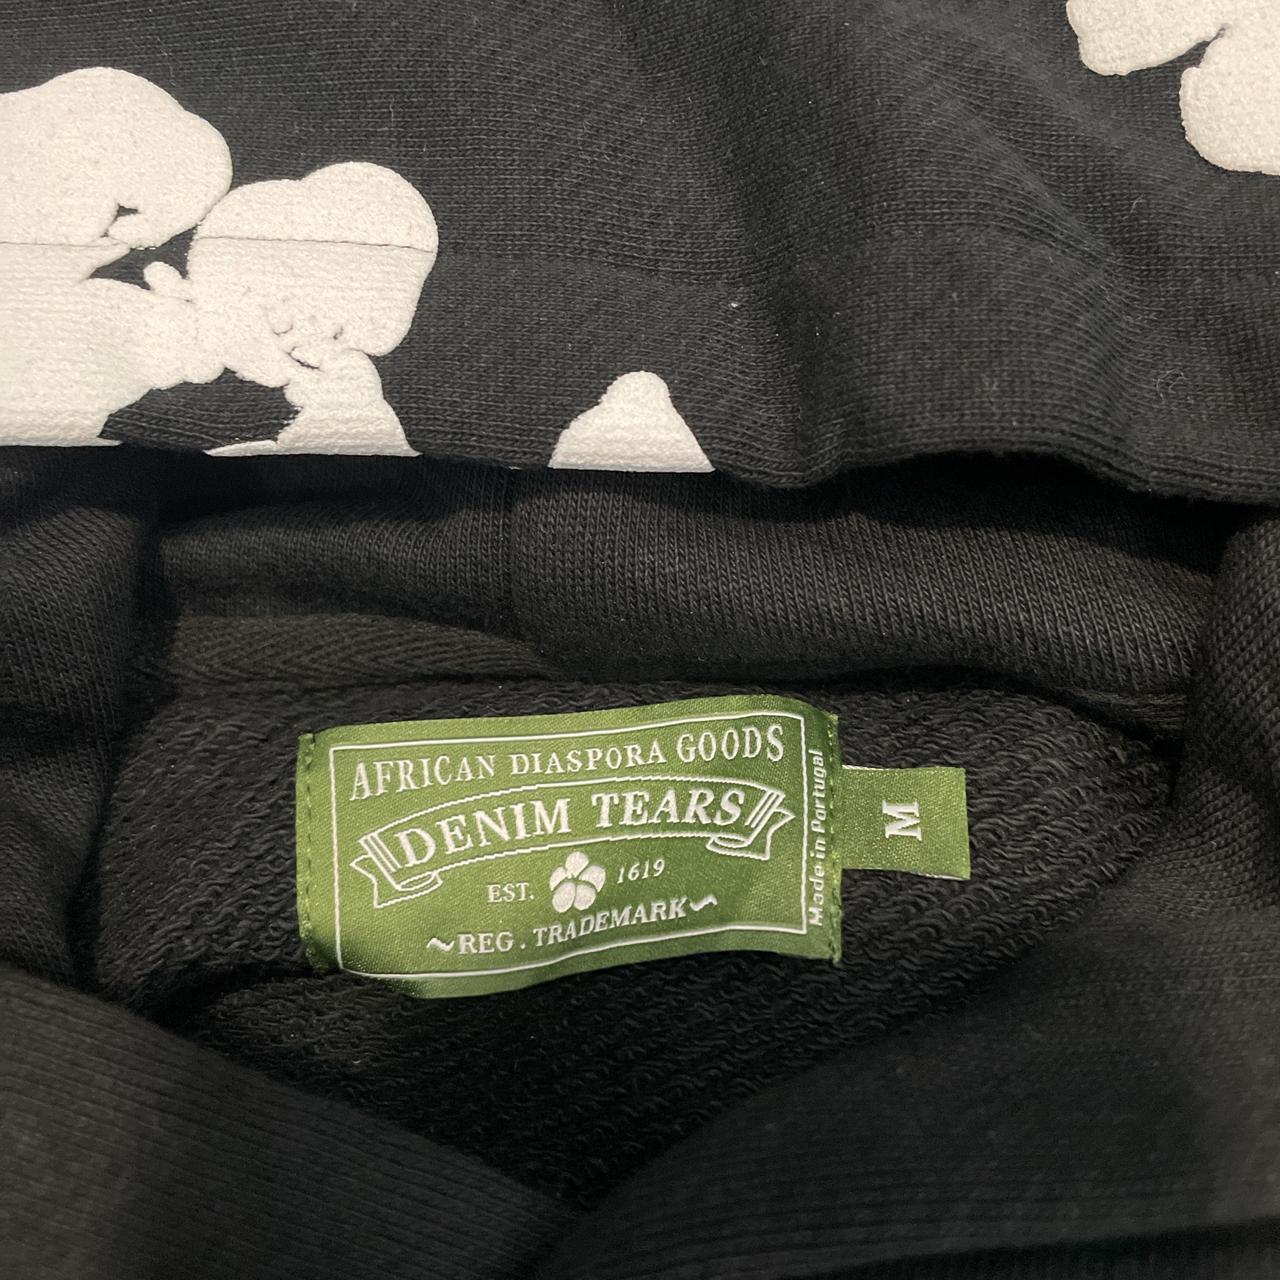 AFRICAN DIASPORA GOODS
DENIM TEARS
EST. 1619
~REG. TRADEMARK~
Made in Portugal
M